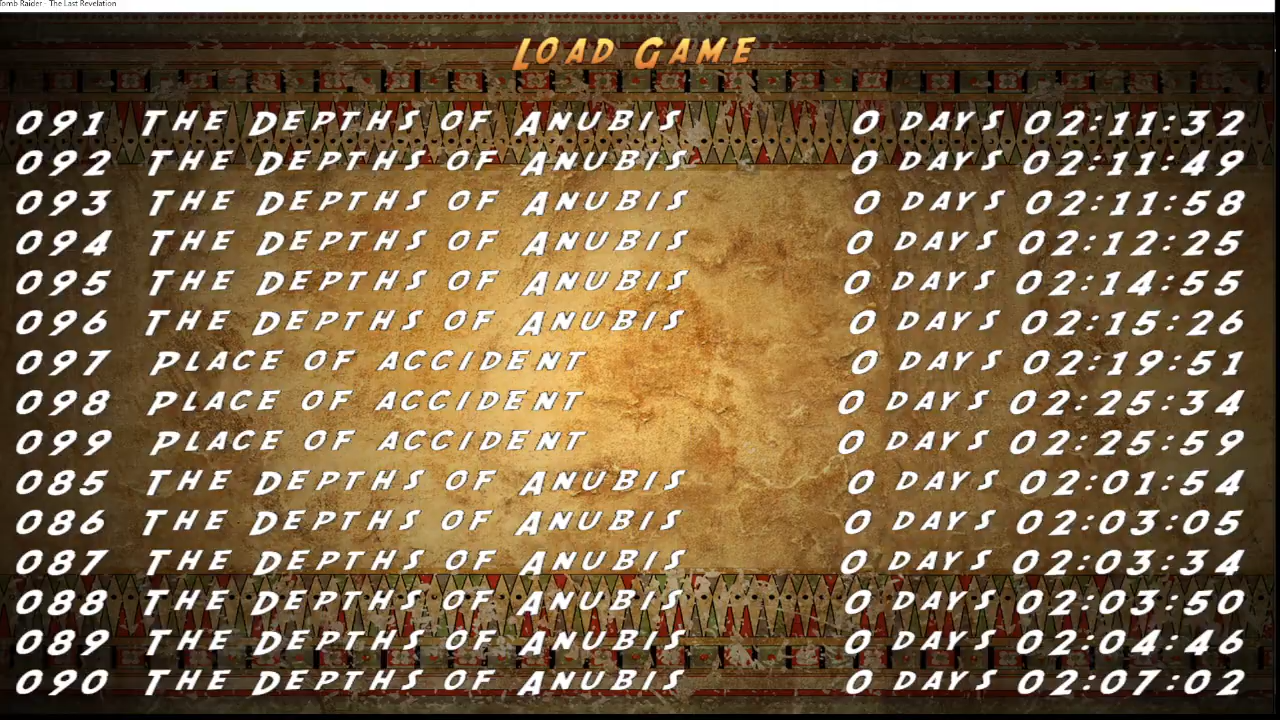 Tomb Raider - The Last Revelation
LOAD GAME
091 THE DEPTHS OF ANUBIS 0 DAYS 02:11:32
092 THE DEPTHS OF ANUBIS 0 DAYS 02:11:49
093 THE DEPTHS OF ANUBIS 0 DAYS 02:11:58
094 THE DEPTHS OF ANUBIS 0 DAYS 02:12:25
095 THE DEPTHS OF ANUBIS 0 DAYS 02:14:55
096 THE DEPTHS OF ANUBIS 0 DAYS 02:15:26
097 PLACE OF ACCIDENT 0 DAYS 02:19:51
098 PLACE OF ACCIDENT 0 DAYS 02:25:34
099 PLACE OF ACCIDENT 0 DAYS 02:25:59
085 THE DEPTHS OF ANUBIS 0 DAYS 02:01:54
086 THE DEPTHS OF ANUBIS 0 DAYS 02:03:05
087 THE DEPTHS OF ANUBIS 0 DAYS 02:03:34
088 THE DEPTHS OF ANUBIS 0 DAYS 02:03:50
089 THE DEPTHS OF ANUBIS 0 DAYS 02:04:46
090 THE DEPTHS OF ANUBIS 0 DAYS 02:07:02